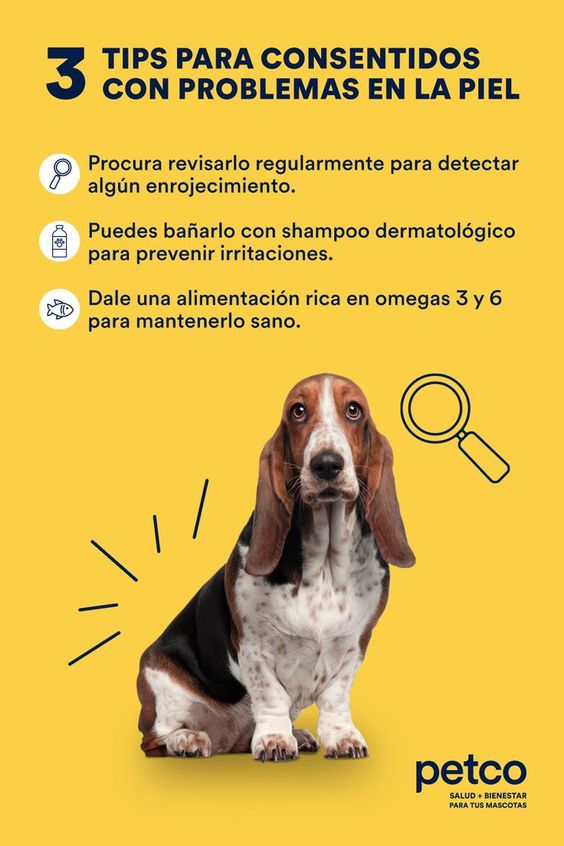 3 TIPS PARA CONSENTIDOS
CON PROBLEMAS EN LA PIEL
Procura revisarlo regularmente para detectar
algún enrojecimiento.
Puedes bañarlo con shampoo dermatológico
para prevenir irritaciones.
Dale una alimentación rica en omegas 3 y 6
para mantenerlo sano.
petco
SALUD + BIENESTAR
PARA TUS MASCOTAS